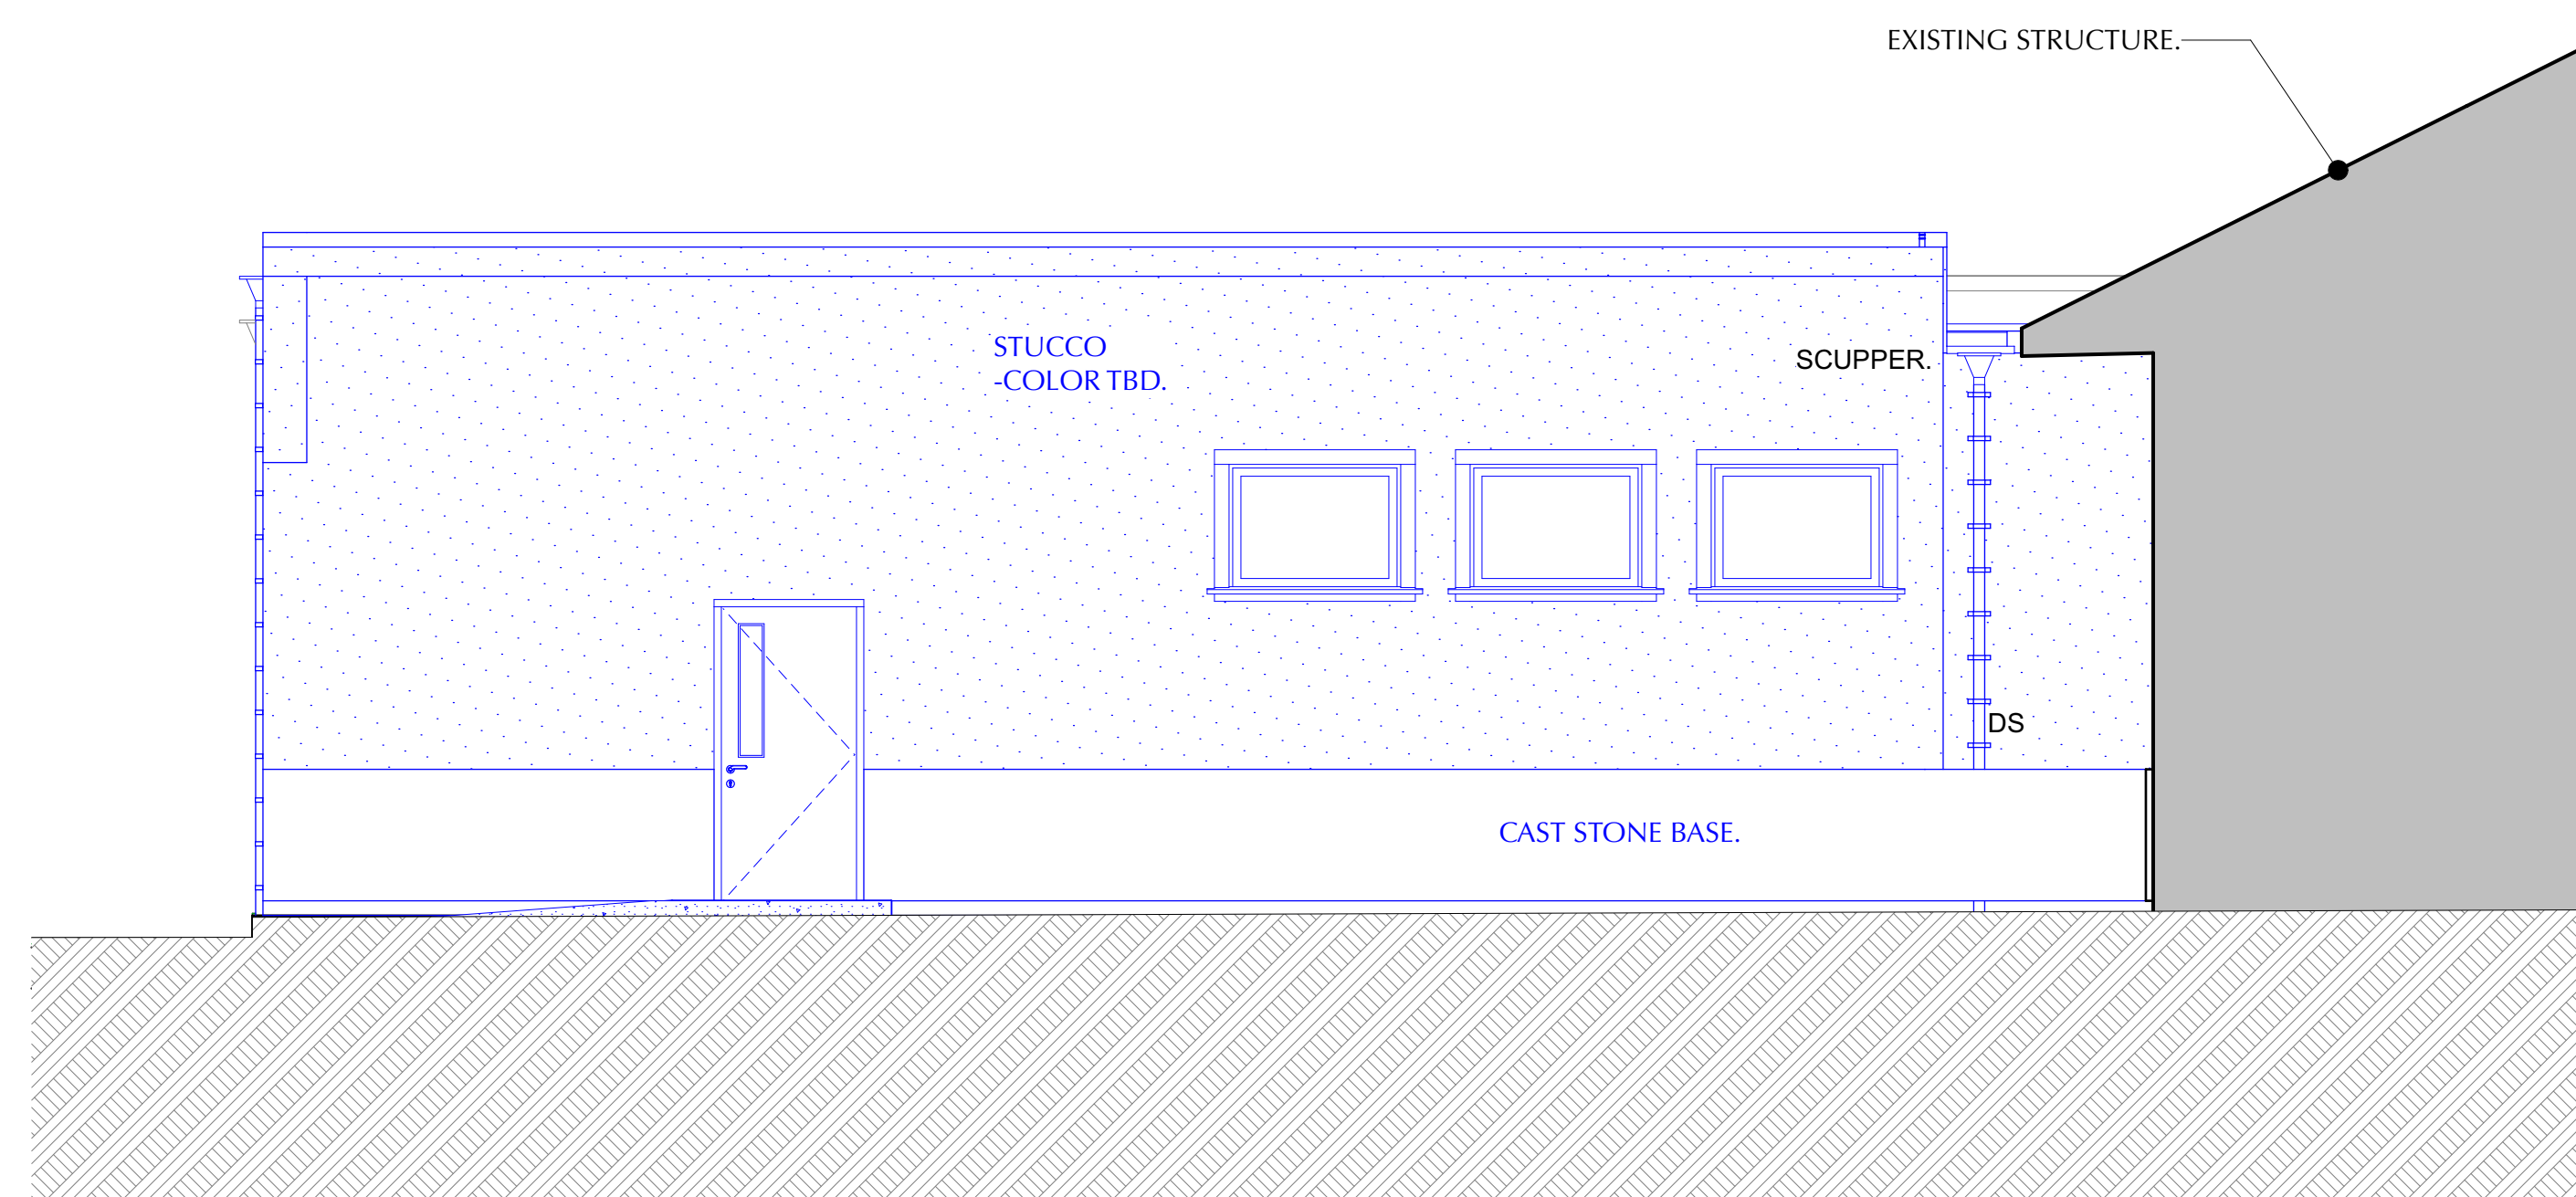 EXISTING STRUCTURE.
STUCCO
-COLOR TBD.
SCUPPER.
DS
CAST STONE BASE.